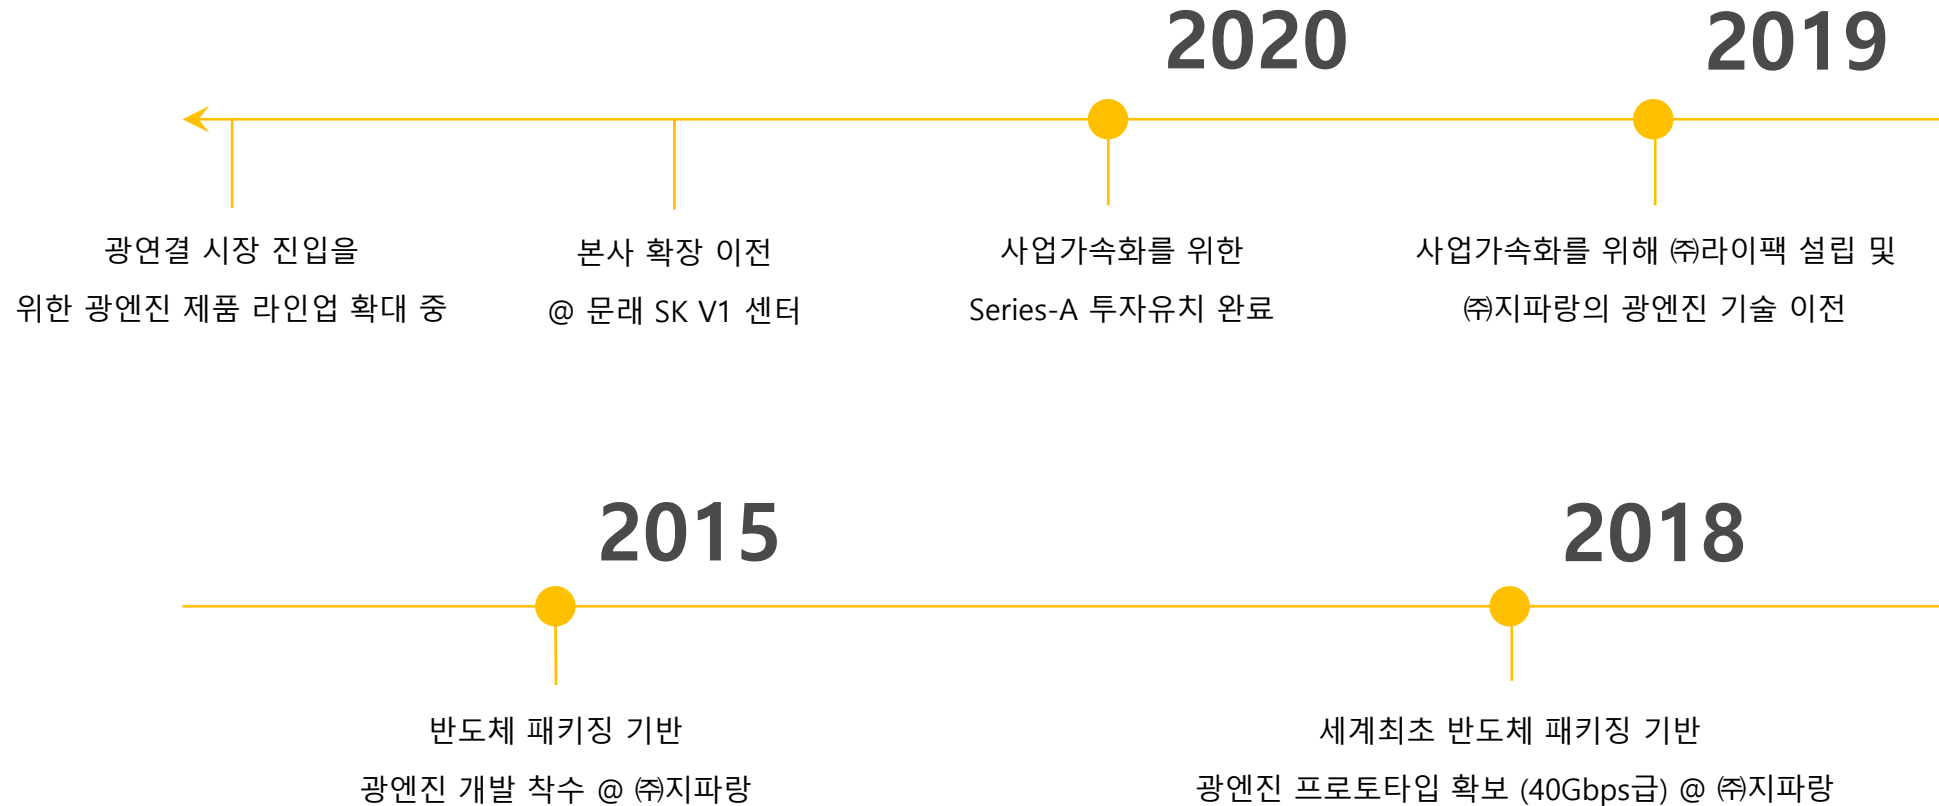 2020
2019
광연결 시장 진입을
위한 광엔진 제품 라인업 확대 중
본사 확장 이전
@ 문래 SK V1 센터
사업가속화를 위한
Series-A 투자유치 완료
사업가속화를 위해 ㈜라이팩 설립 및
㈜지파랑의 광엔진 기술 이전
2015
2018
반도체 패키징 기반
광엔진 개발 착수 @ ㈜지파랑
세계최초 반도체 패키징 기반
광엔진 프로토타입 확보 (40Gbps급) @ ㈜지파랑